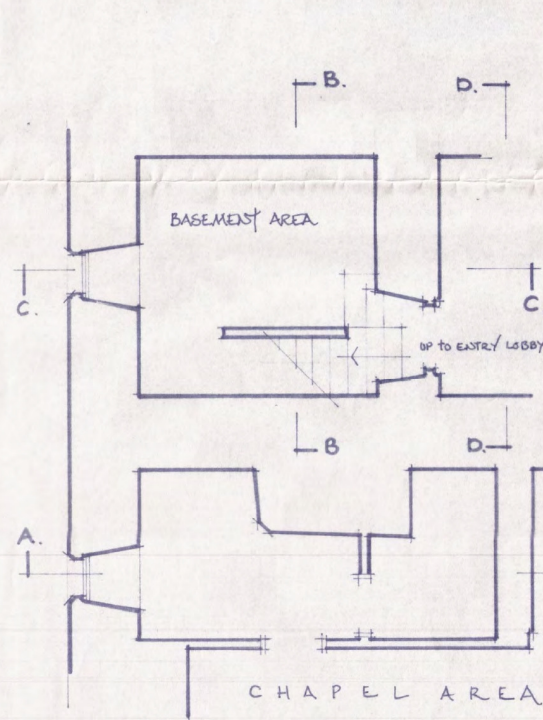 B. D.
BASEMENT AREA
C. C
UP TO ENTRY LOBBY
B D.
A.
CHAPEL AREA